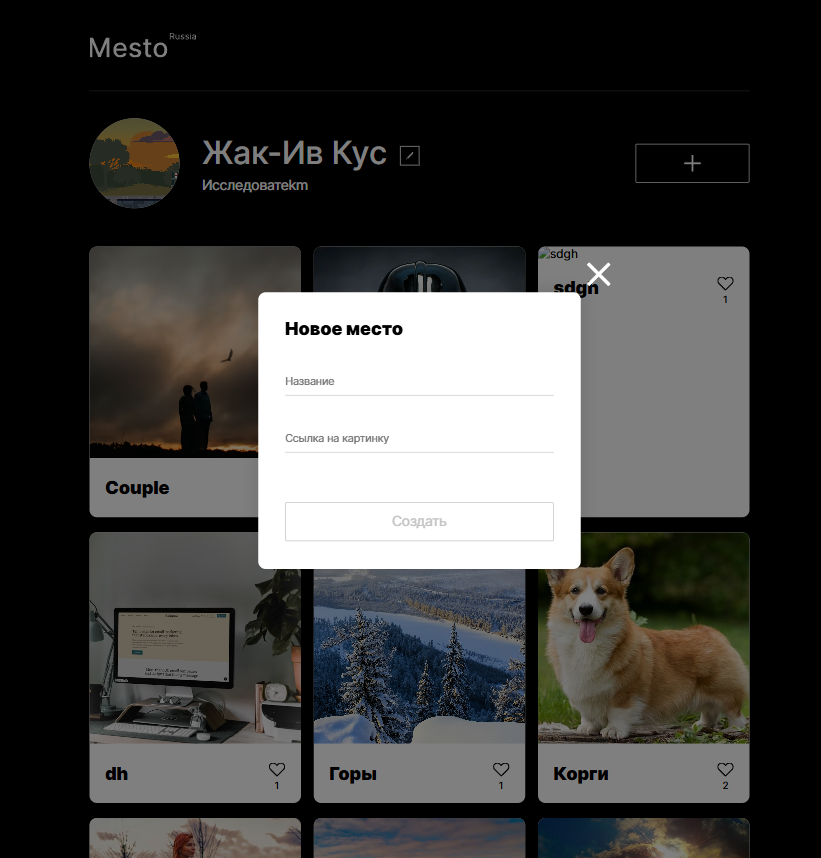 Mesto Russia
Жак-Ив Кус
Исследоватекm
sdgh
sdgh
1
Новое место
Название
Ссылка на картинку
Создать
Couple
dh
1
Горы
1
Корги
2